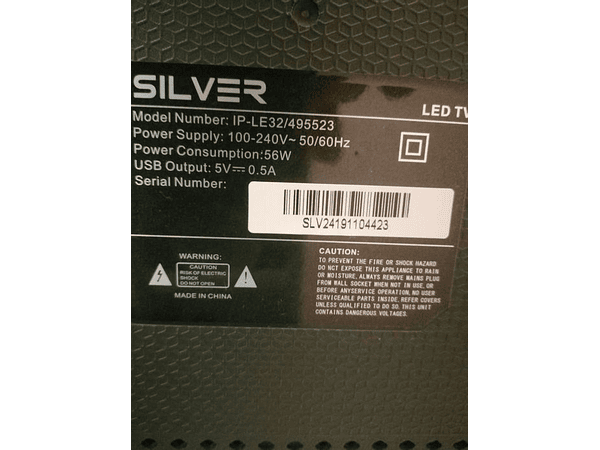 SILVER
LED TV
Model Number: IP-LE32/495523
Power Supply: 100-240V~ 50/60Hz
Power Consumption:56W
USB Output: 5V⎓0.5A
Serial Number:
SLV24191104423
WARNING:
CAUTION
RISK OF ELECTRIC
SHOCK
DO NOT OPEN
MADE IN CHINA
CAUTION:
TO PREVENT THE FIRE OR SHOCK HAZARD
DO NOT EXPOSE THIS APPLIANCE TO RAIN
OR MOISTURE, ALWAYS REMOVE MAINS PLUG
FROM WALL SOCKET WHEN NOT IN USE, OR
BEFORE ANYSERVICE OPERATION, NO USER
SERVICEABLE PARTS INSIDE, REFER COVERS
UNLESS QUALIFIED TO DO SO. THIS UNIT
CONTAINS DANGEROUS VOLTAGES.